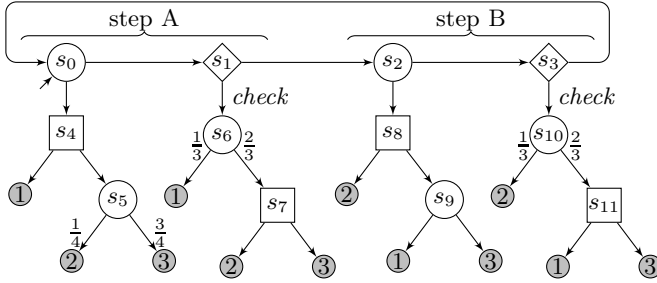 step A step B
s0 s1 s2 s3
check check
s4 1/3 s6 2/3 s8 1/3 s10 2/3
1 s5 1 s7 2 s9 2 s11
1/4 3/4
2 3 2 3 1 3 1 3